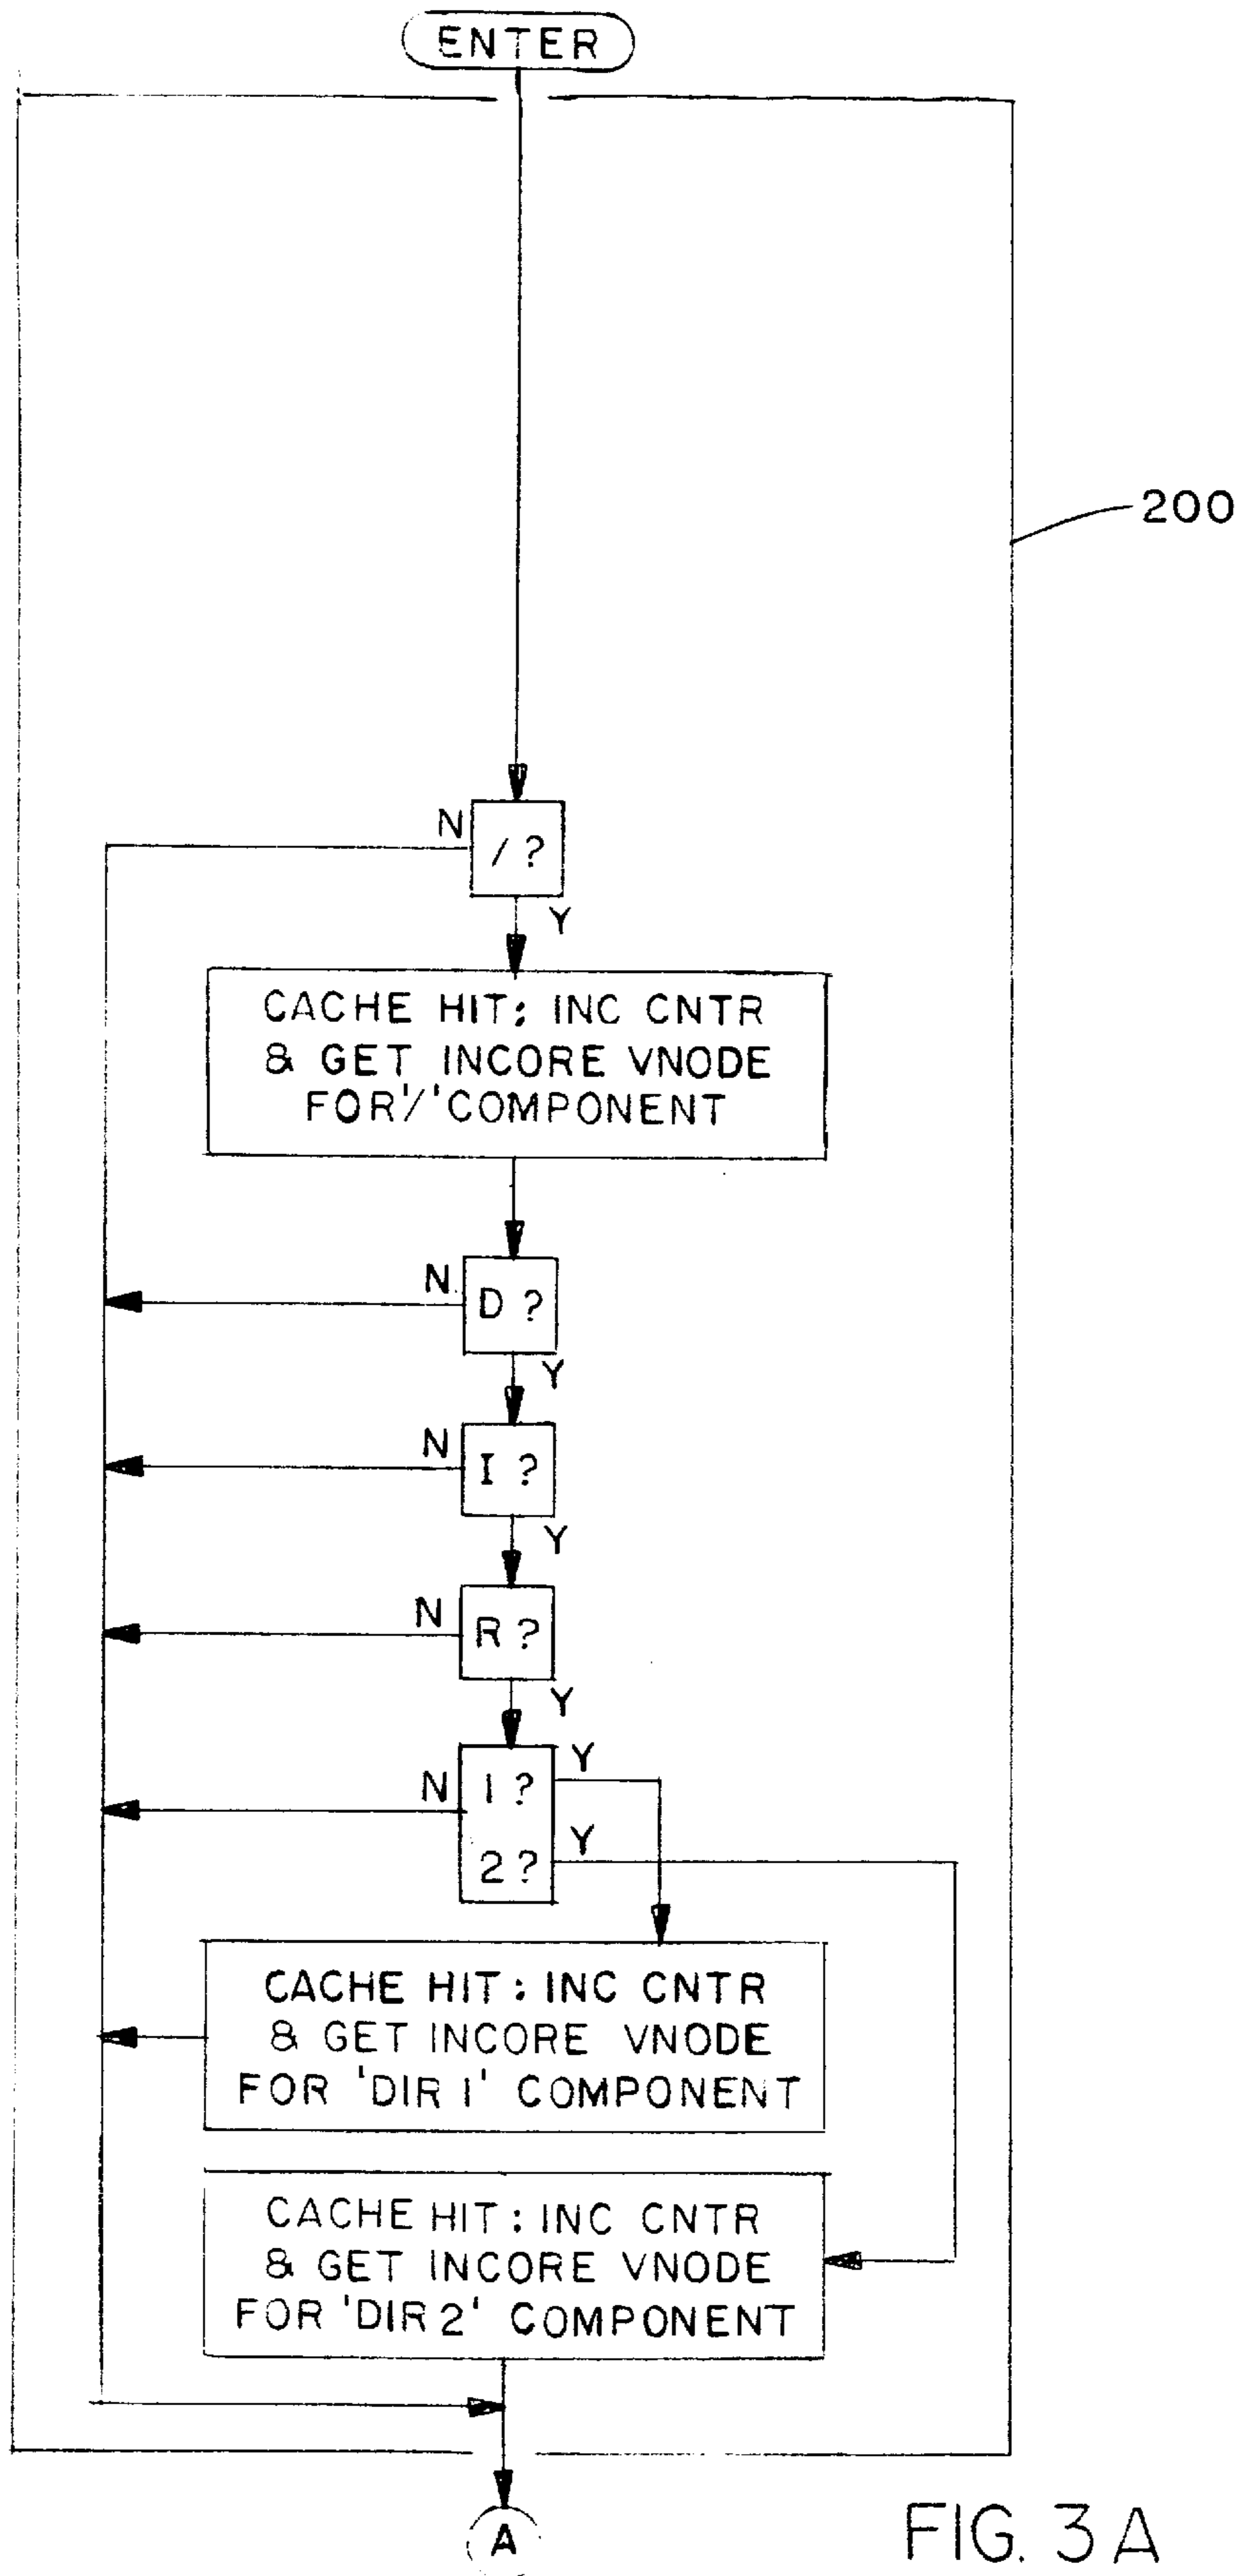 ENTER
200
N
/ ?
Y
CACHE HIT: INC CNTR
& GET INCORE VNODE
FOR '/' COMPONENT
N
D ?
Y
N
I ?
Y
N
R ?
Y
N
1 ?
Y
2 ?
Y
CACHE HIT: INC CNTR
& GET INCORE VNODE
FOR 'DIR 1' COMPONENT
CACHE HIT: INC CNTR
& GET INCORE VNODE
FOR 'DIR 2' COMPONENT
A
FIG. 3A